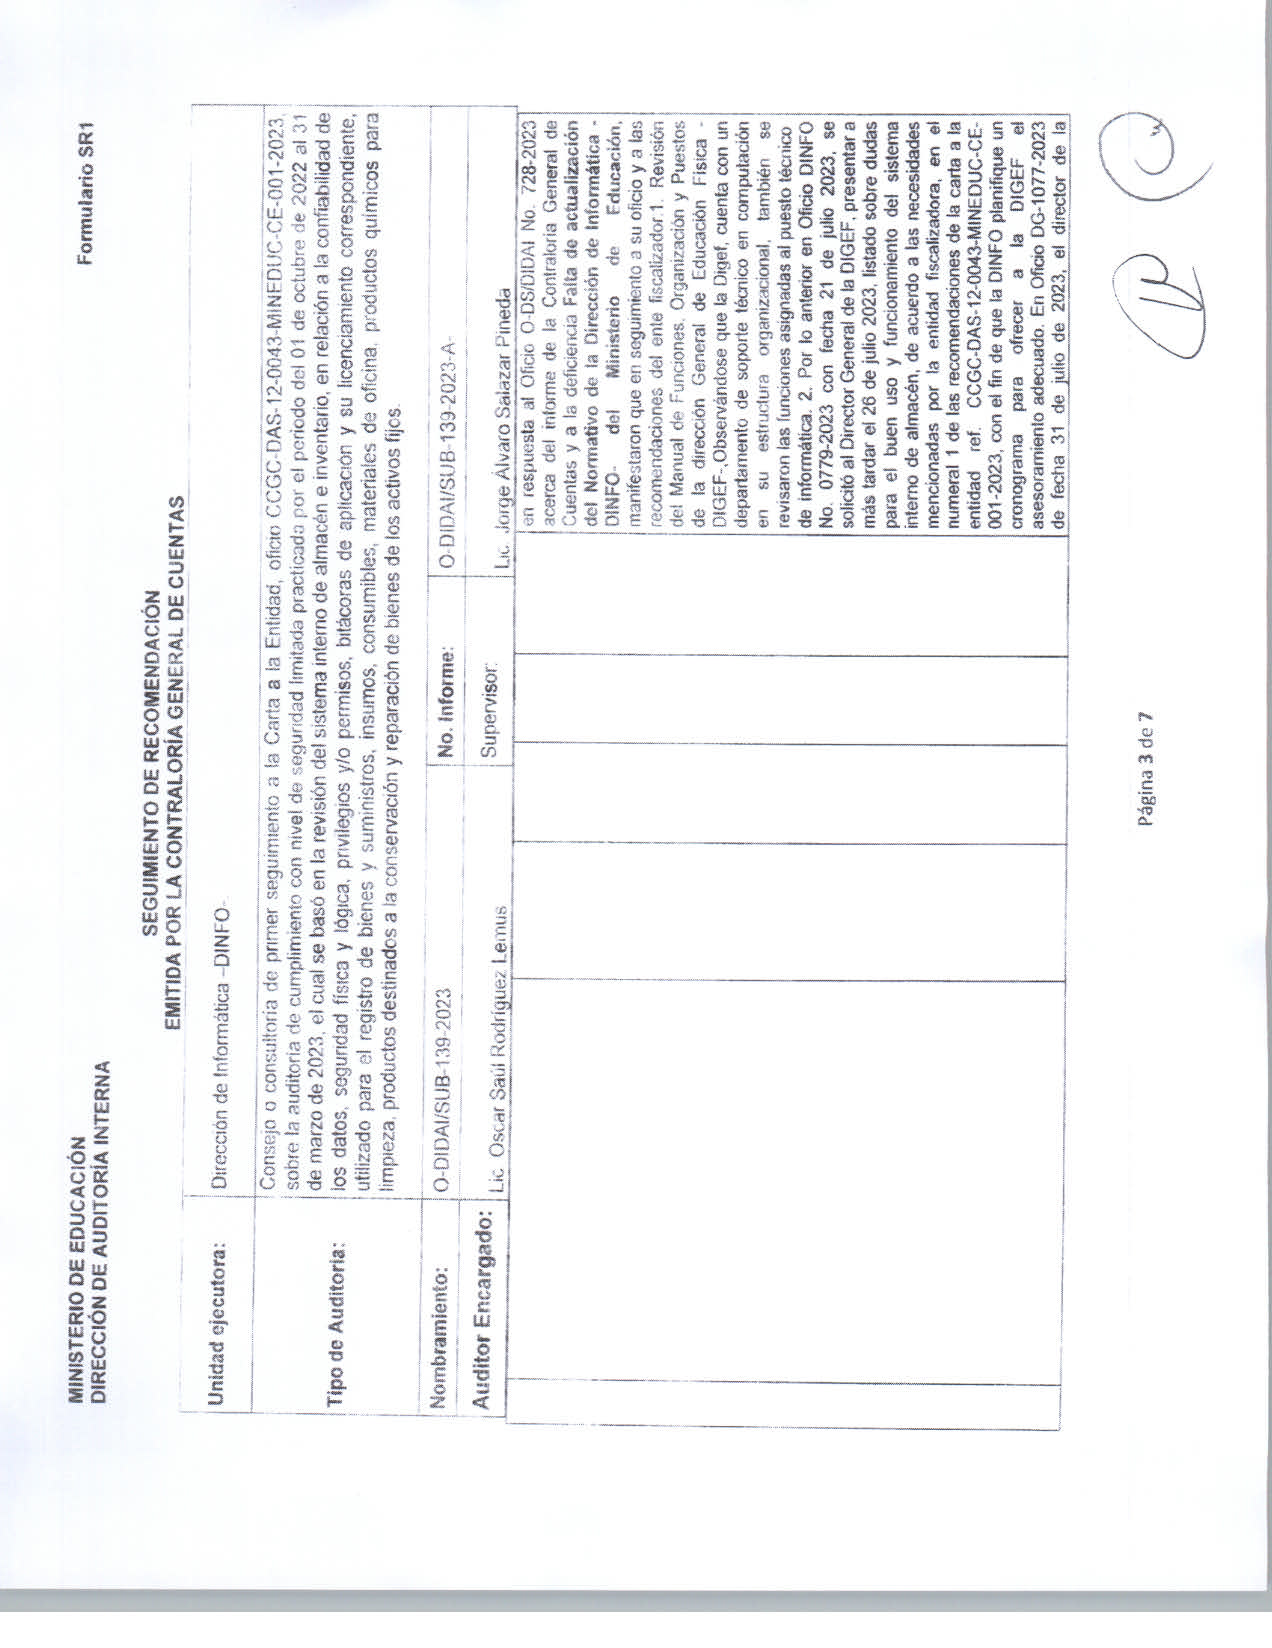 MINISTERIO DE EDUCACIÓN
DIRECCIÓN DE AUDITORÍA INTERNA
Formulario SR1
SEGUIMIENTO DE RECOMENDACIÓN
EMITIDA POR LA CONTRALORÍA GENERAL DE CUENTAS
Unidad ejecutora:
Dirección de Informática –DINFO-.
Tipo de Auditoria:
Consejo o consultoría de primer seguimiento a la Carta a la Entidad, oficio CCGC-DAS-12-0043-MINEDUC-CE-001-2023,
sobre la auditoria de cumplimiento con nivel de seguridad limitada practicada por el periodo del 01 de octubre de 2022 al 31
de marzo de 2023, el cual se basó en la revisión del sistema interno de almacén e inventario, en relación a la confiabilidad de
los datos, seguridad física y lógica, privilegios y/o permisos, bitácoras de aplicación y su licenciamiento correspondiente,
utilizado para el registro de bienes y suministros, insumos, consumibles, materiales de oficina, productos químicos para
limpieza, productos destinados a la conservación y reparación de bienes de los activos fijos.
Nombramiento:
O-DIDAI/SUB-139-2023
No. Informe:
O-DIDAI/SUB-139-2023-A-
Auditor Encargado:
Lic. Oscar Saúl Rodríguez Lemus
Supervisor:
Lic. Jorge Álvaro Salazar Pineda
en respuesta al Oficio O-DS/DIDAI No. 728-2023
acerca del informe de la Contraloría General de
Cuentas y a la deficiencia Falta de actualización
del Normativo de la Dirección de Informática -
DINFO- del Ministerio de Educación,
manifestaron que en seguimiento a su oficio y a las
recomendaciones del ente fiscalizador:1. Revisión
del Manual de Funciones, Organización y Puestos
de la dirección General de Educación Física -
DIGEF-,Observándose que la Digef, cuenta con un
departamento de soporte técnico en computación
en su estructura organizacional, también se
revisaron las funciones asignadas al puesto técnico
de informática. 2. Por lo anterior en Oficio DINFO
No. 0779-2023 con fecha 21 de julio 2023, se
solicitó al Director General de la DIGEF, presentar a
más tardar el 26 de julio 2023, listado sobre dudas
para el buen uso y funcionamiento del sistema
interno de almacén, de acuerdo a las necesidades
mencionadas por la entidad fiscalizadora, en el
numeral 1 de las recomendaciones de la carta a la
entidad ref. CCGC-DAS-12-0043-MINEDUC-CE-
001-2023, con el fin de que la DINFO planifique un
cronograma para ofrecer a la DIGEF el
asesoramiento adecuado. En Oficio DG-1077-2023
de fecha 31 de julio de 2023, el director de la
Página 3 de 7